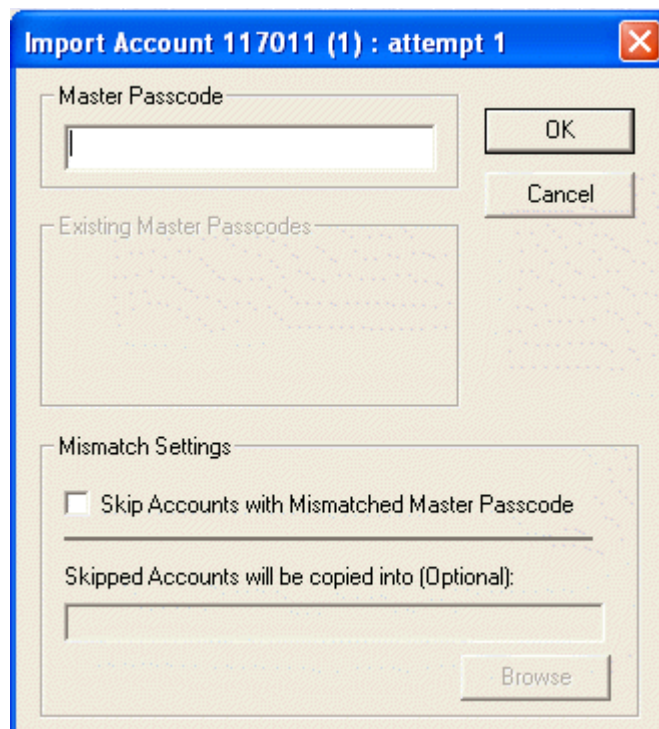 Import Account 117011 (1) : attempt 1
Master Passcode
OK
Cancel
Existing Master Passcodes
Mismatch Settings
Skip Accounts with Mismatched Master Passcode
Skipped Accounts will be copied into (Optional):
Browse